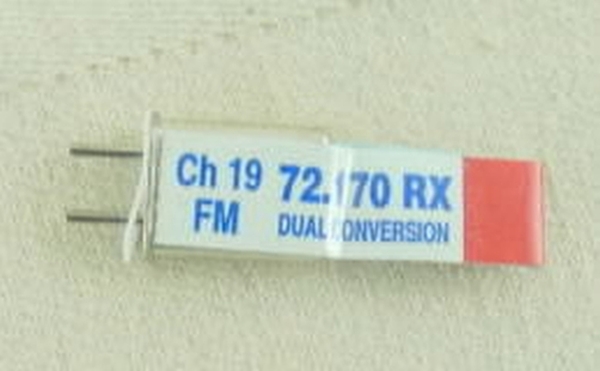 Ch 19 72.170 RX
FM DUAL CONVERSION